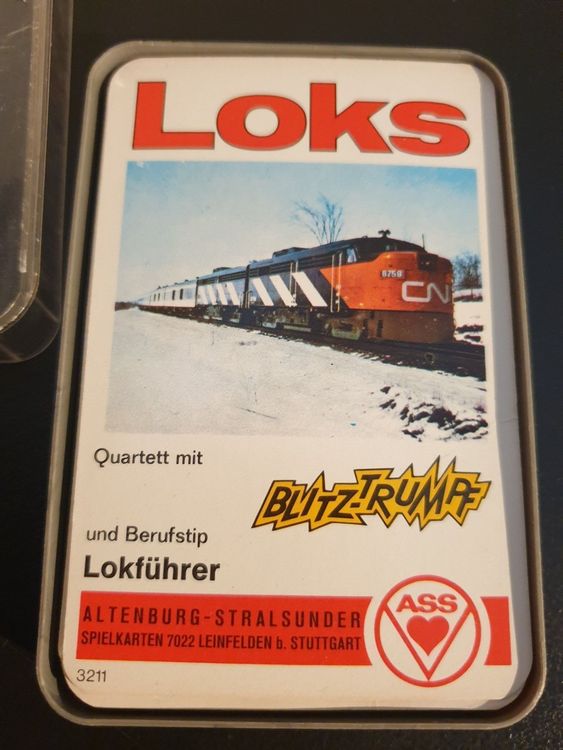 Loks
6759
CN
Quartett mit
BLITZ-TRUMPF
und Berufstip
Lokführer
ALTENBURG-STRALSUNDER
SPIELKARTEN 7022 LEINFELDEN b. STUTTGART
ASS
3211